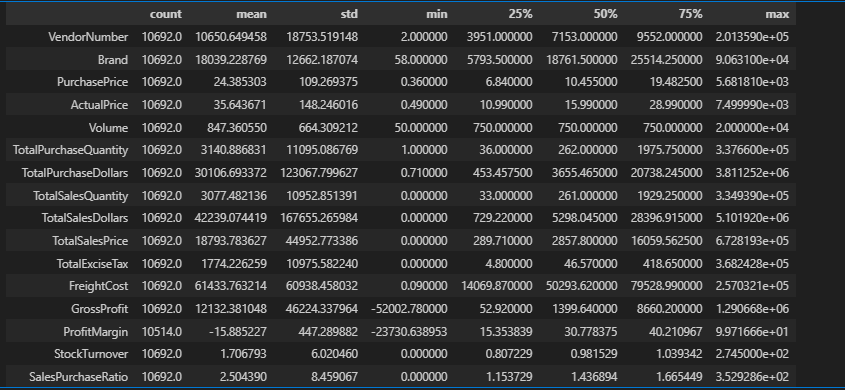 count mean std min 25% 50% 75% max
VendorNumber 10692.0 10650.649458 18753.519148 2.000000 3951.000000 7153.000000 9552.000000 2.013590e+05
Brand 10692.0 18039.228769 12662.187074 58.000000 5793.500000 18761.500000 25514.250000 9.063100e+04
PurchasePrice 10692.0 24.385303 109.269375 0.360000 6.840000 10.455000 19.482500 5.681810e+03
ActualPrice 10692.0 35.643671 148.246016 0.490000 10.990000 15.990000 28.990000 7.499990e+03
Volume 10692.0 847.360550 664.309212 50.000000 750.000000 750.000000 750.000000 2.000000e+04
TotalPurchaseQuantity 10692.0 3140.886831 11095.086769 1.000000 36.000000 262.000000 1975.750000 3.376600e+05
TotalPurchaseDollars 10692.0 30106.693372 123067.799627 0.710000 453.457500 3655.465000 20738.245000 3.811252e+06
TotalSalesQuantity 10692.0 3077.482136 10952.851391 0.000000 33.000000 261.000000 1929.250000 3.349390e+05
TotalSalesDollars 10692.0 42239.074419 167655.265984 0.000000 729.220000 5298.045000 28396.915000 5.101920e+06
TotalSalesPrice 10692.0 18793.783627 44952.773386 0.000000 289.710000 2857.800000 16059.562500 6.728193e+05
TotalExciseTax 10692.0 1774.226259 10975.582240 0.000000 4.800000 46.570000 418.650000 3.682428e+05
FreightCost 10692.0 61433.763214 60938.458032 0.090000 14069.870000 50293.620000 79528.990000 2.570321e+05
GrossProfit 10692.0 12132.381048 46224.337964 -52002.780000 52.920000 1399.640000 8660.200000 1.290668e+06
ProfitMargin 10514.0 -15.885227 447.289882 -23730.638953 15.353839 30.778375 40.210967 9.971666e+01
StockTurnover 10692.0 1.706793 6.020460 0.000000 0.807229 0.981529 1.039342 2.745000e+02
SalesPurchaseRatio 10692.0 2.504390 8.459067 0.000000 1.153729 1.436894 1.665449 3.529286e+02